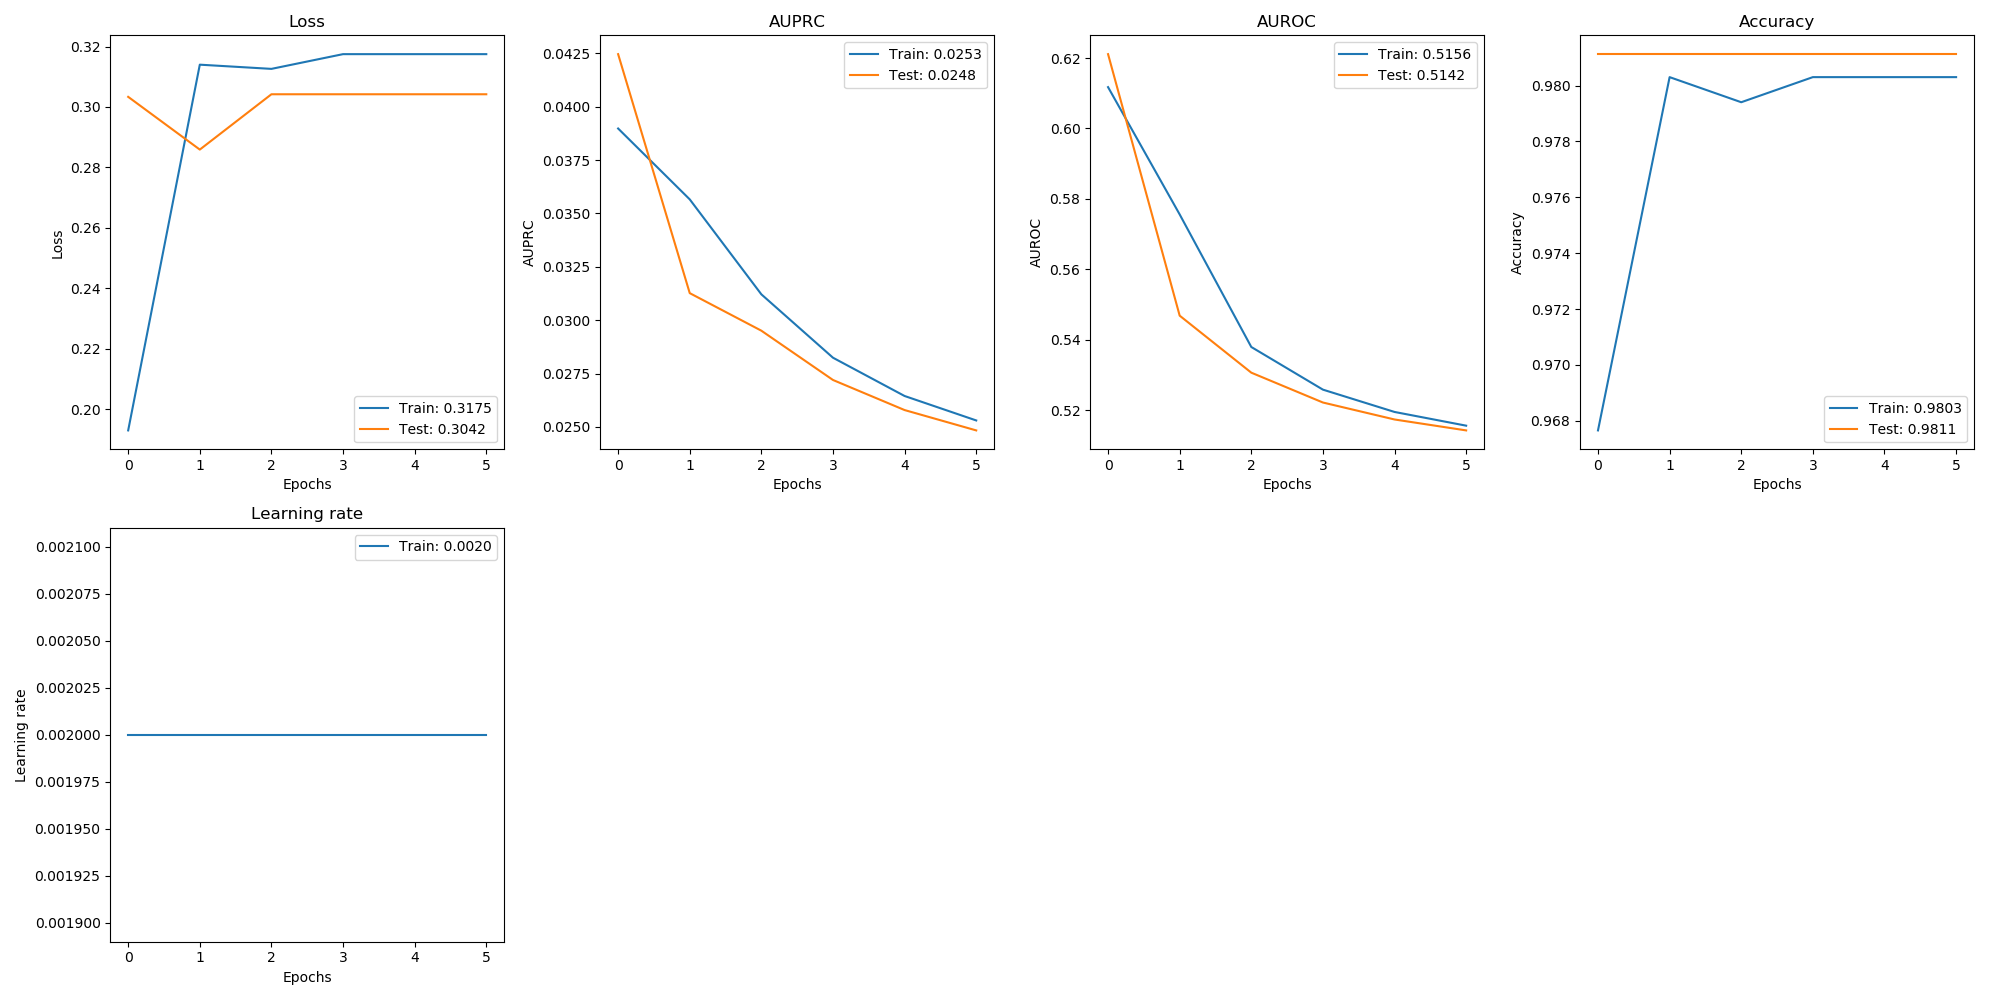 Loss
0.32
0.30
0.28
0.26
0.24
0.22
0.20
Loss
Train: 0.3175
Test: 0.3042
0 1 2 3 4 5
Epochs
AUPRC
0.0425
0.0400
0.0375
0.0350
0.0325
0.0300
0.0275
0.0250
AUPRC
Train: 0.0253
Test: 0.0248
0 1 2 3 4 5
Epochs
AUROC
0.62
0.60
0.58
0.56
0.54
0.52
AUROC
Train: 0.5156
Test: 0.5142
0 1 2 3 4 5
Epochs
Accuracy
0.980
0.978
0.976
0.974
0.972
0.970
0.968
Accuracy
Train: 0.9803
Test: 0.9811
0 1 2 3 4 5
Epochs
Learning rate
0.002100
0.002075
0.002050
0.002025
0.002000
0.001975
0.001950
0.001925
0.001900
Learning rate
Train: 0.0020
0 1 2 3 4 5
Epochs